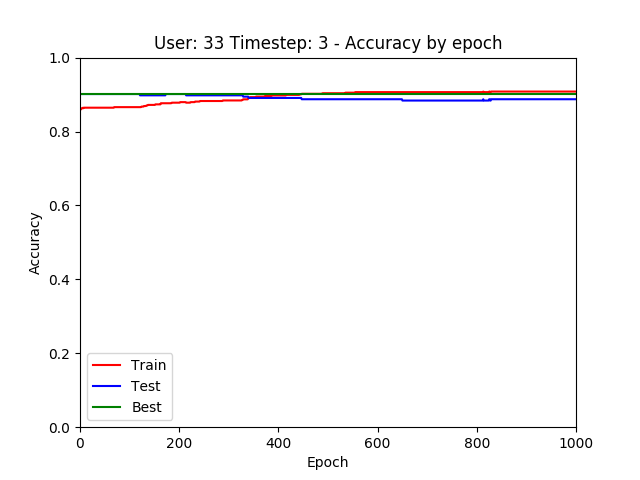 User: 33 Timestep: 3 - Accuracy by epoch
1.0
0.8
0.6
0.4
0.2
0.0
Accuracy
Train
Test
Best
0 200 400 600 800 1000
Epoch